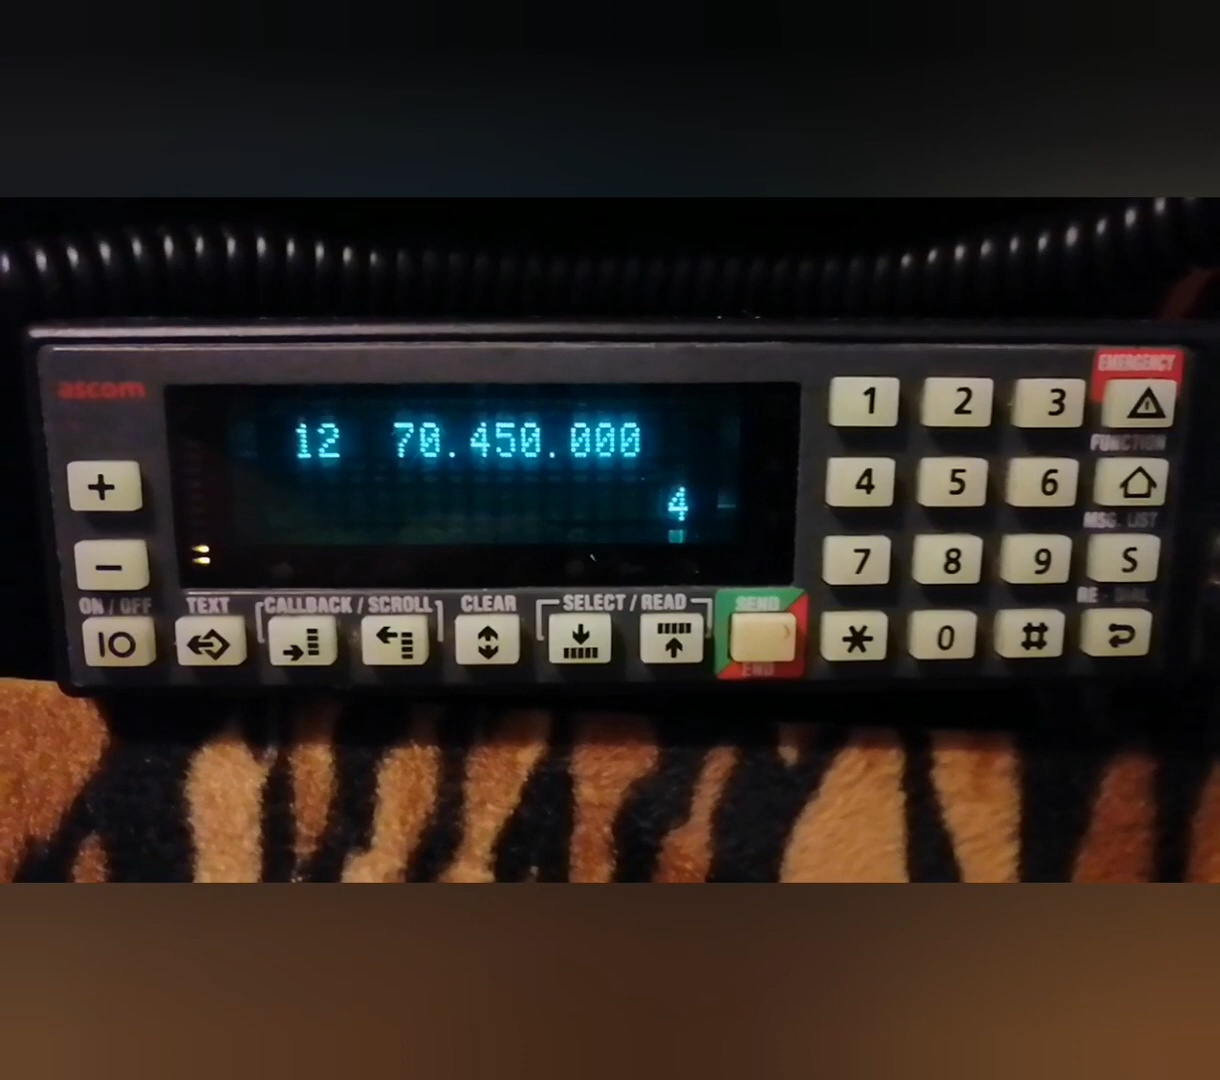 ascom
12 70.450.000
4
+
−
ON / OFF
TEXT
CALLBACK / SCROLL
CLEAR
SELECT / READ
SEND
END
1 2 3
EMERGENCY
FUNCTION
4 5 6
MSG. LIST
7 8 9 S
RE - DIAL
* 0 #